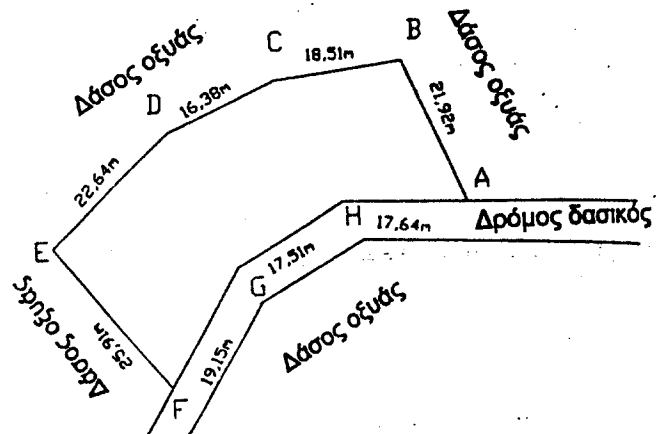 Δάσος οξυάς
C
18,51m
B
Δάσος οξυάς
D
16,38m
21,92m
22,64m
A
E
H
17,64m
Δρόμος δασικός
17,51m
G
Δάσος οξυάς
25,91m
Δάσος οξυάς
19,15m
F